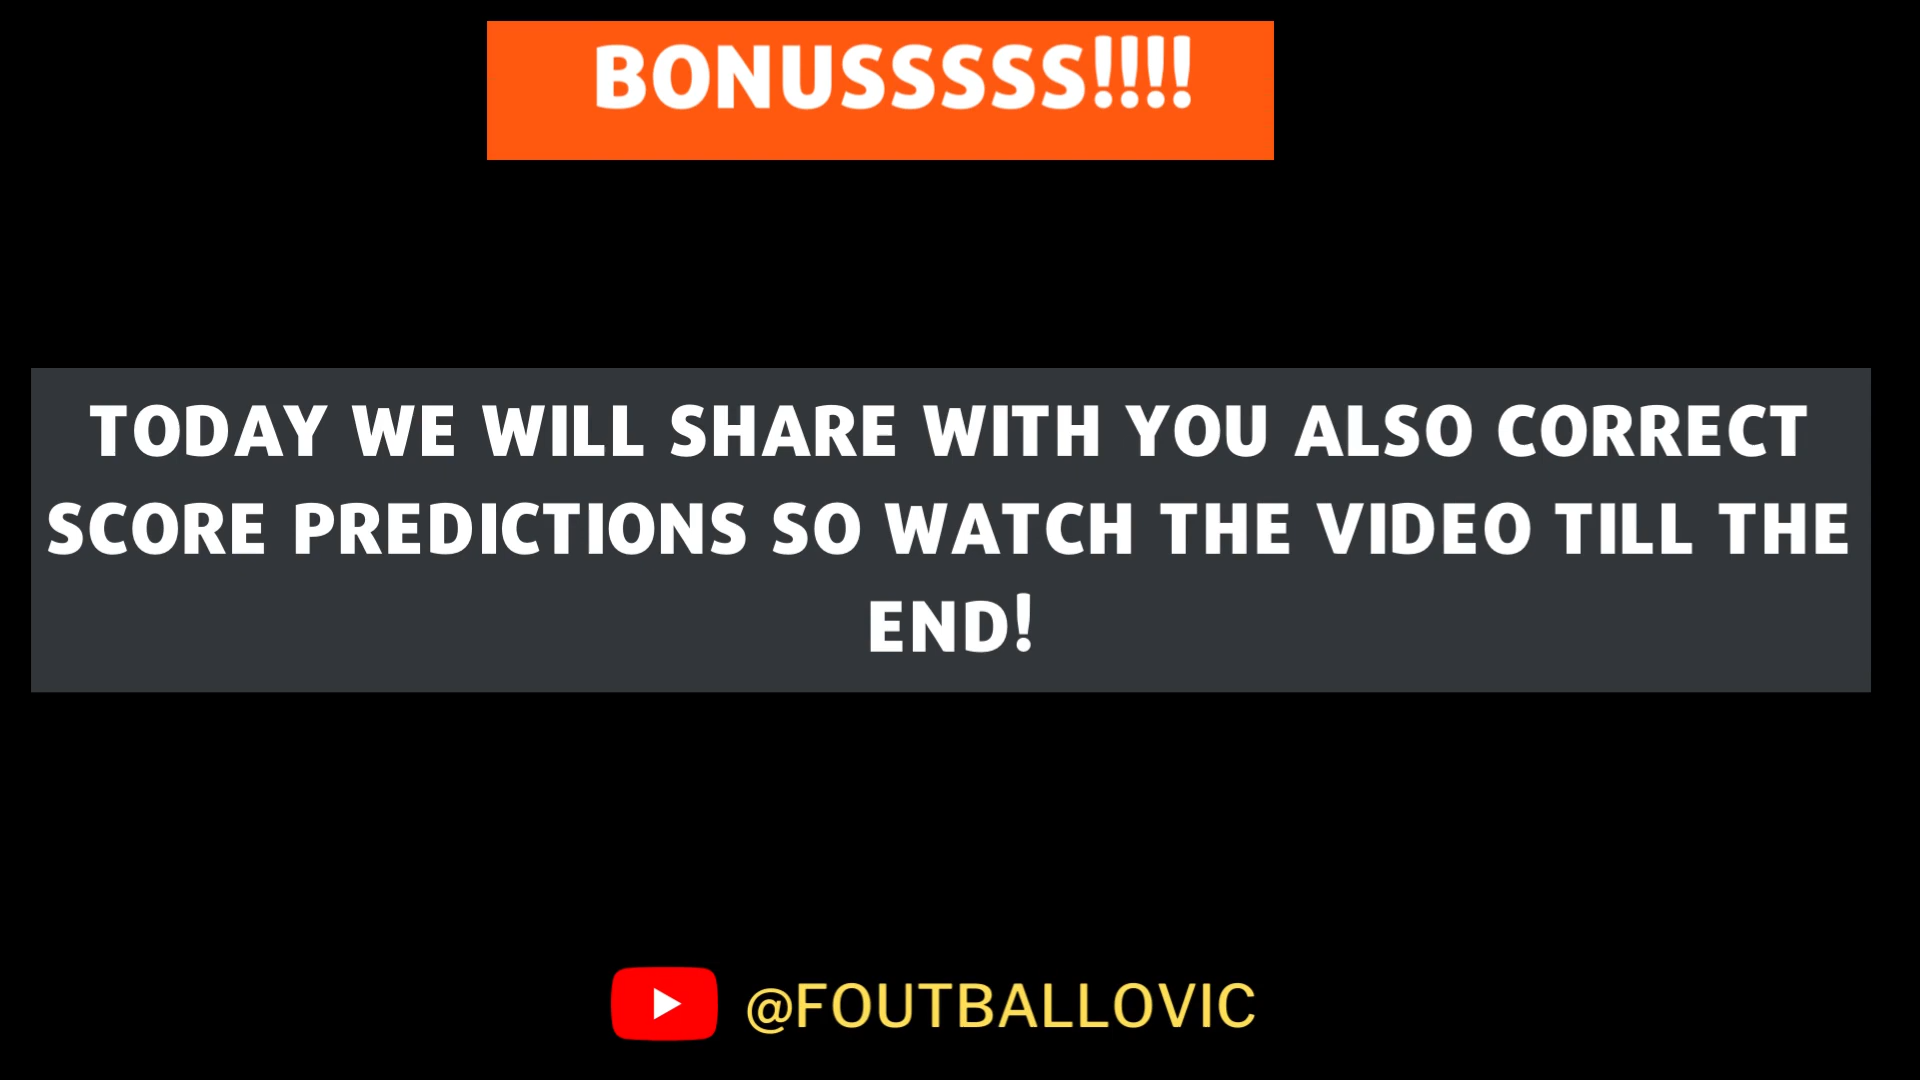 BONUSSSSS!!!!
TODAY WE WILL SHARE WITH YOU ALSO CORRECT
SCORE PREDICTIONS SO WATCH THE VIDEO TILL THE
END!
@FOUTBALLOVIC